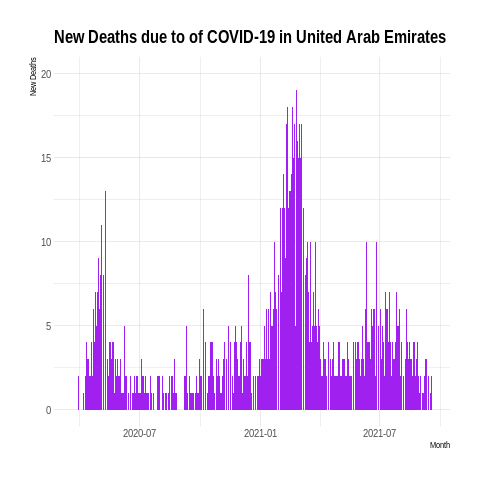 New Deaths due to of COVID-19 in United Arab Emirates
New Deaths
20
15
10
5
0
2020-07 2021-01 2021-07
Month